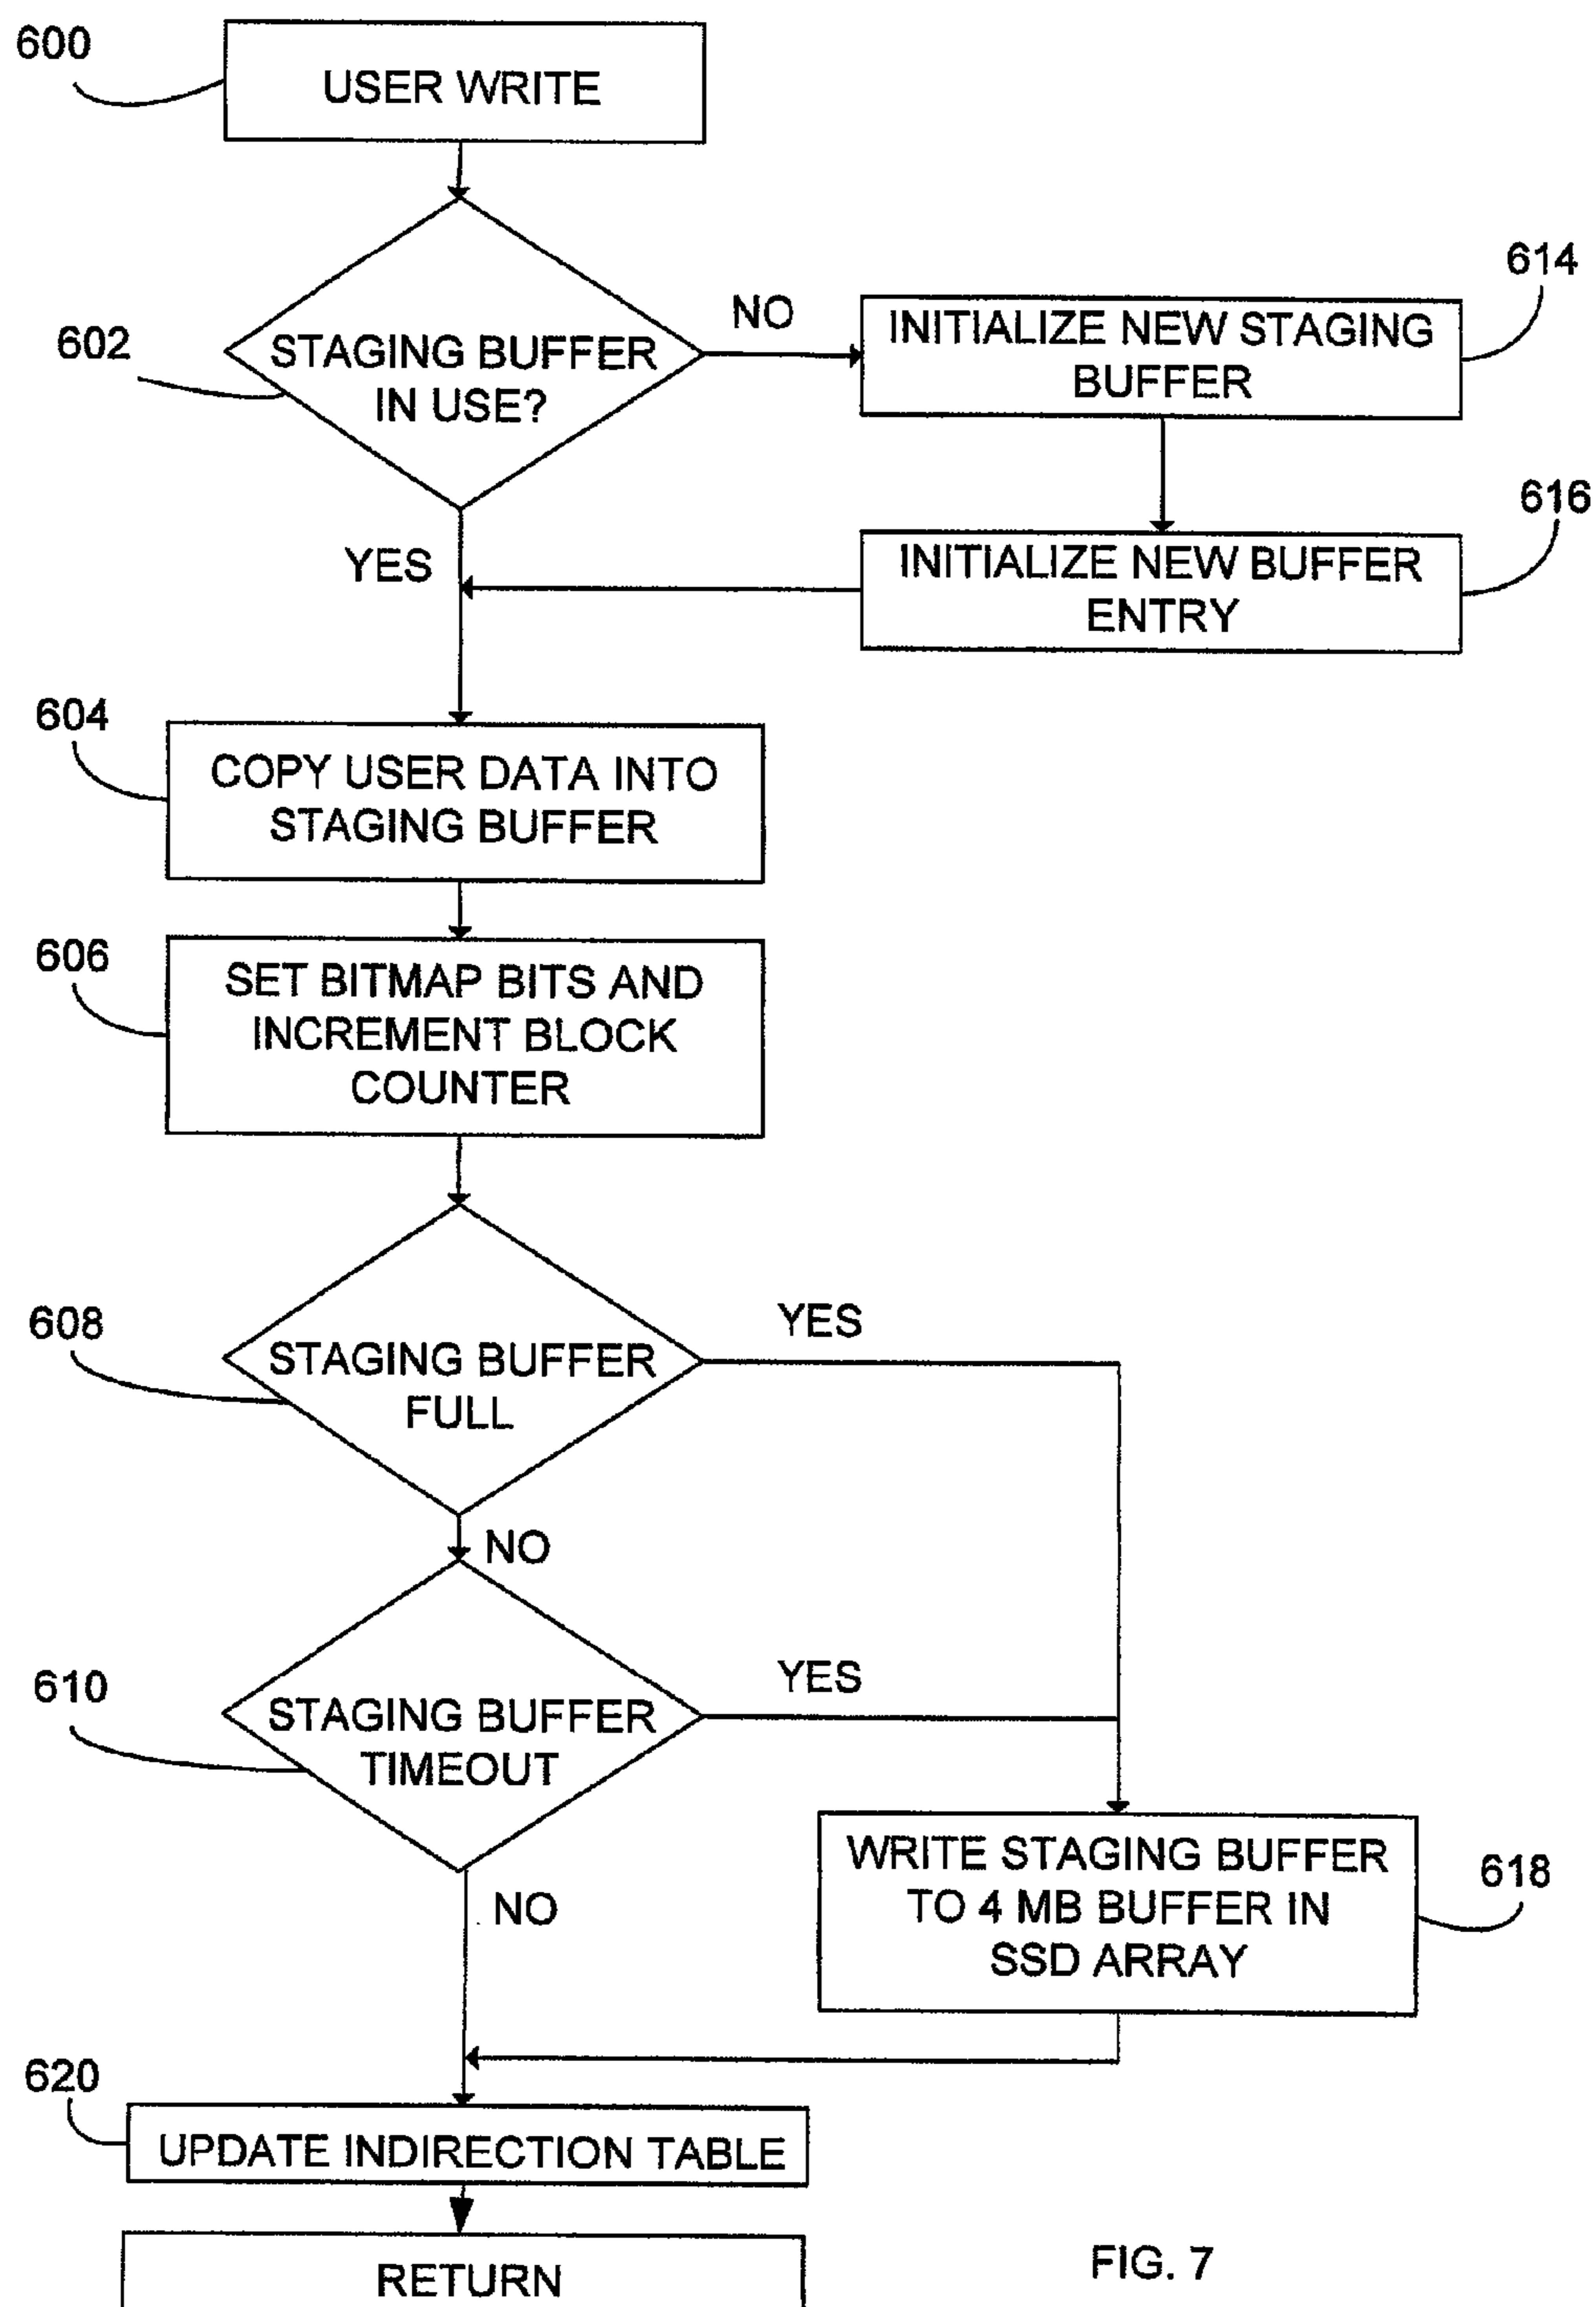 600
USER WRITE
602
STAGING BUFFER
IN USE?
NO
614
INITIALIZE NEW STAGING
BUFFER
616
INITIALIZE NEW BUFFER
ENTRY
YES
604
COPY USER DATA INTO
STAGING BUFFER
606
SET BITMAP BITS AND
INCREMENT BLOCK
COUNTER
608
STAGING BUFFER
FULL
YES
NO
610
STAGING BUFFER
TIMEOUT
YES
NO
WRITE STAGING BUFFER
TO 4 MB BUFFER IN
SSD ARRAY
618
620
UPDATE INDIRECTION TABLE
RETURN
FIG. 7